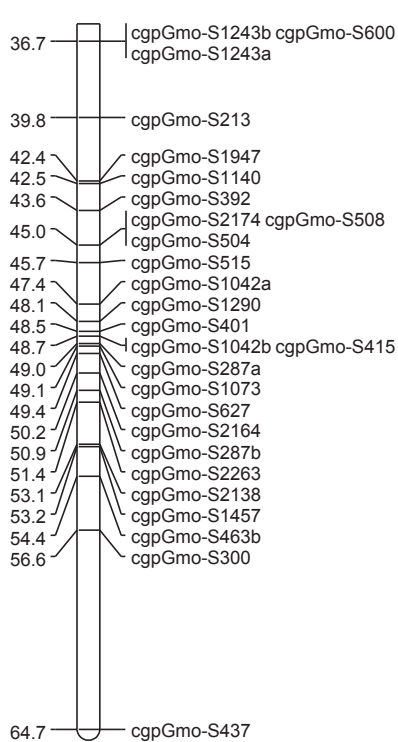 36.7 cgpGmo-S1243b cgpGmo-S600
cgpGmo-S1243a
39.8 cgpGmo-S213
42.4 cgpGmo-S1947
42.5 cgpGmo-S1140
43.6 cgpGmo-S392
cgpGmo-S2174 cgpGmo-S508
45.0 cgpGmo-S504
45.7 cgpGmo-S515
47.4 cgpGmo-S1042a
48.1 cgpGmo-S1290
48.5 cgpGmo-S401
48.7 cgpGmo-S1042b cgpGmo-S415
49.0 cgpGmo-S287a
49.1 cgpGmo-S1073
49.4 cgpGmo-S627
50.2 cgpGmo-S2164
50.9 cgpGmo-S287b
51.4 cgpGmo-S2263
53.1 cgpGmo-S2138
53.2 cgpGmo-S1457
54.4 cgpGmo-S463b
56.6 cgpGmo-S300
64.7 cgpGmo-S437